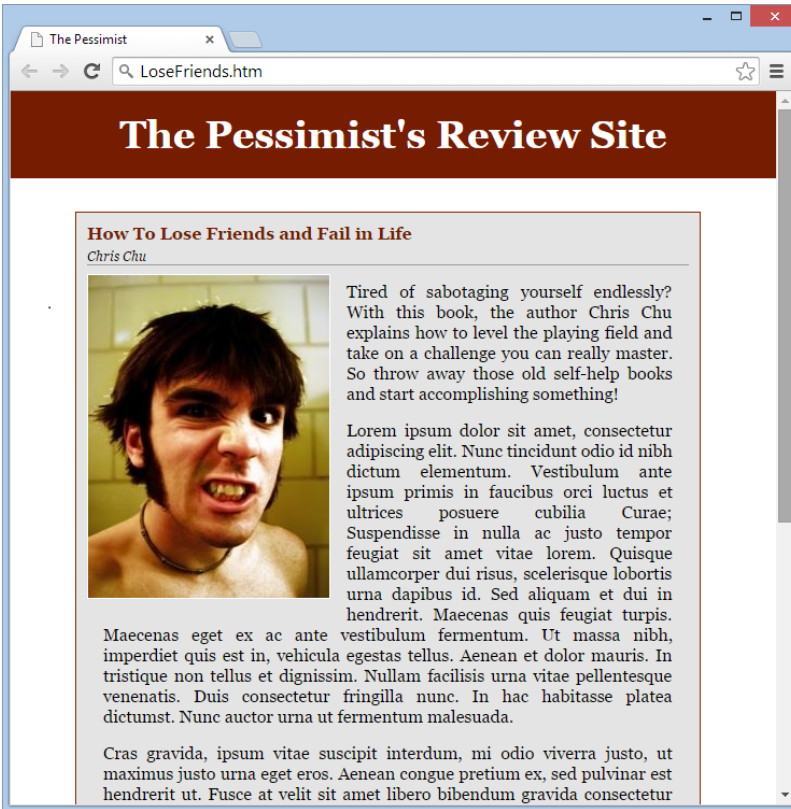 The Pessimist
LoseFriends.htm
The Pessimist's Review Site
How To Lose Friends and Fail in Life
Chris Chu
Tired of sabotaging yourself endlessly?
With this book, the author Chris Chu
explains how to level the playing field and
take on a challenge you can really master.
So throw away those old self-help books
and start accomplishing something!
Lorem ipsum dolor sit amet, consectetur
adipiscing elit. Nunc tincidunt odio id nibh
dictum elementum. Vestibulum ante
ipsum primis in faucibus orci luctus et
ultrices posuere cubilia Curae;
Suspendisse in nulla ac justo tempor
feugiat sit amet vitae lorem. Quisque
ullamcorper dui risus, scelerisque lobortis
urna dapibus id. Sed aliquam et dui in
hendrerit. Maecenas quis feugiat turpis.
Maecenas eget ex ac ante vestibulum fermentum. Ut massa nibh,
imperdiet quis est in, vehicula egestas tellus. Aenean et dolor mauris. In
tristique non tellus et dignissim. Nullam facilisis urna vitae pellentesque
venenatis. Duis consectetur fringilla nunc. In hac habitasse platea
dictumst. Nunc auctor urna ut fermentum malesuada.
Cras gravida, ipsum vitae suscipit interdum, mi odio viverra justo, ut
maximus justo urna eget eros. Aenean congue pretium ex, sed pulvinar est
hendrerit ut. Fusce at velit sit amet libero bibendum gravida consectetur